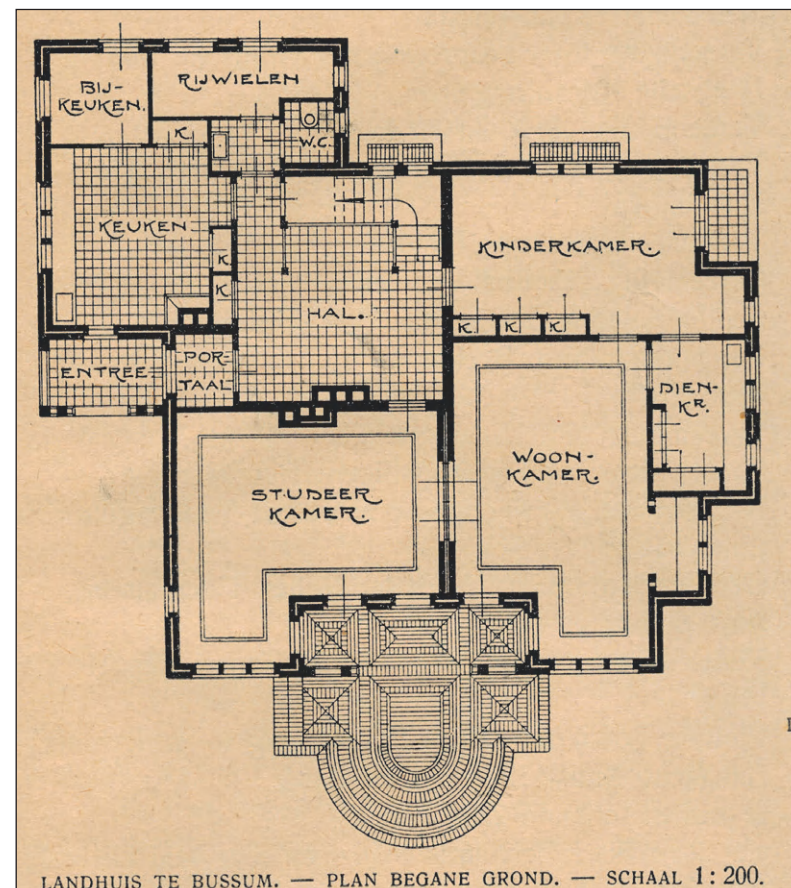 BIJ-
KEUKEN.
RIJWIELEN
K
W.C.
KEUKEN
K
K
HAL.
KINDERKAMER.
K.
K.
K.
ENTREE
POR-
TAAL
DIEN-
KR.
WOON-
KAMER.
STUDEER
KAMER.
LANDHUIS TE BUSSUM. — PLAN BEGANE GROND. — SCHAAL 1 : 200.